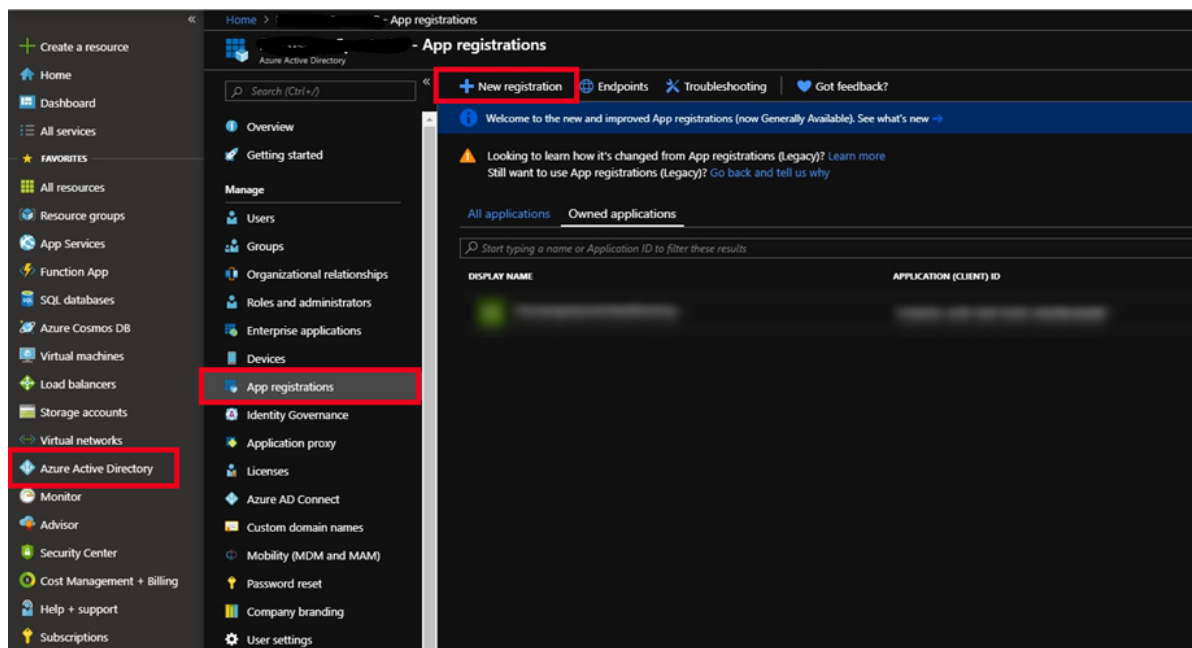 Home > - App registrations
- App registrations
Azure Active Directory
Create a resource
Home
Dashboard
All services
FAVORITES
All resources
Resource groups
App Services
Function App
SQL databases
Azure Cosmos DB
Virtual machines
Load balancers
Storage accounts
Virtual networks
Azure Active Directory
Monitor
Advisor
Security Center
Cost Management + Billing
Help + support
Subscriptions
Search (Ctrl+/)
Overview
Getting started
Manage
Users
Groups
Organizational relationships
Roles and administrators
Enterprise applications
Devices
App registrations
Identity Governance
Application proxy
Licenses
Azure AD Connect
Custom domain names
Mobility (MDM and MAM)
Password reset
Company branding
User settings
New registration Endpoints Troubleshooting Got feedback?
Welcome to the new and improved App registrations (now Generally Available). See what's new →
Looking to learn how it's changed from App registrations (Legacy)? Learn more
Still want to use App registrations (Legacy)? Go back and tell us why
All applications Owned applications
Start typing a name or Application ID to filter these results
DISPLAY NAME APPLICATION (CLIENT) ID